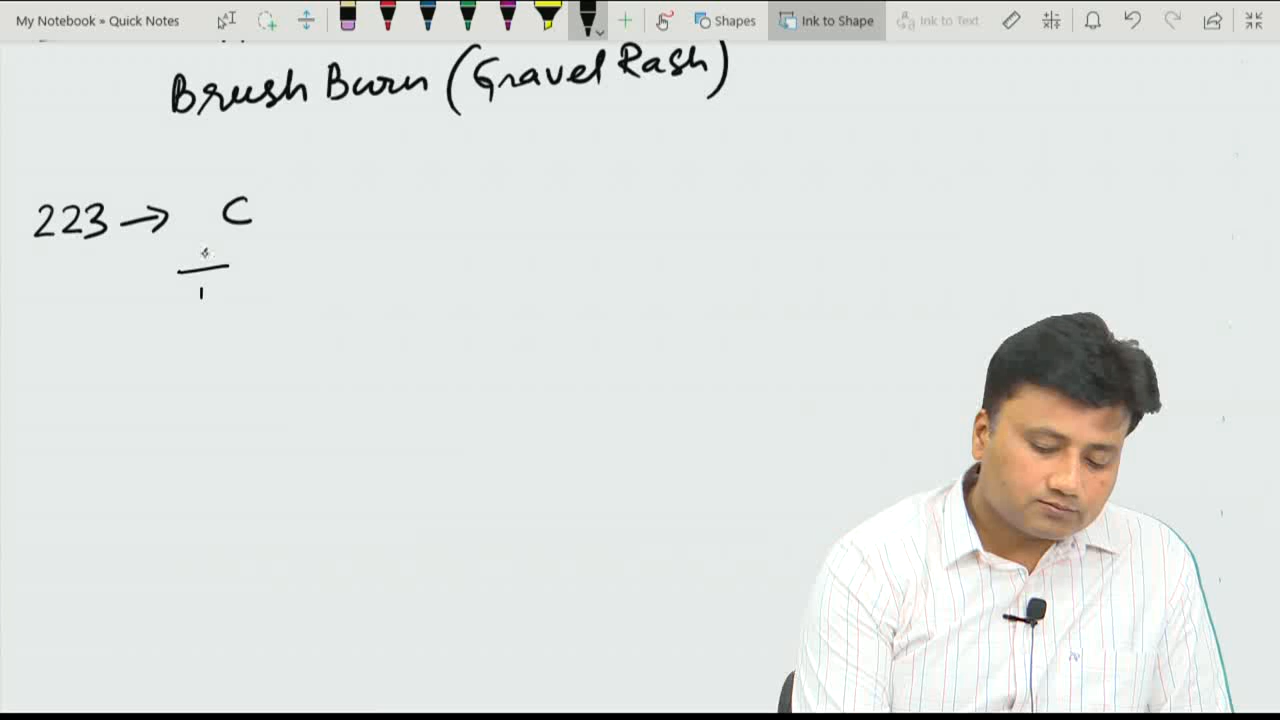 My Notebook » Quick Notes Shapes Ink to Shape Ink to Text
Brush Burn (Gravel Rash)
223 → C